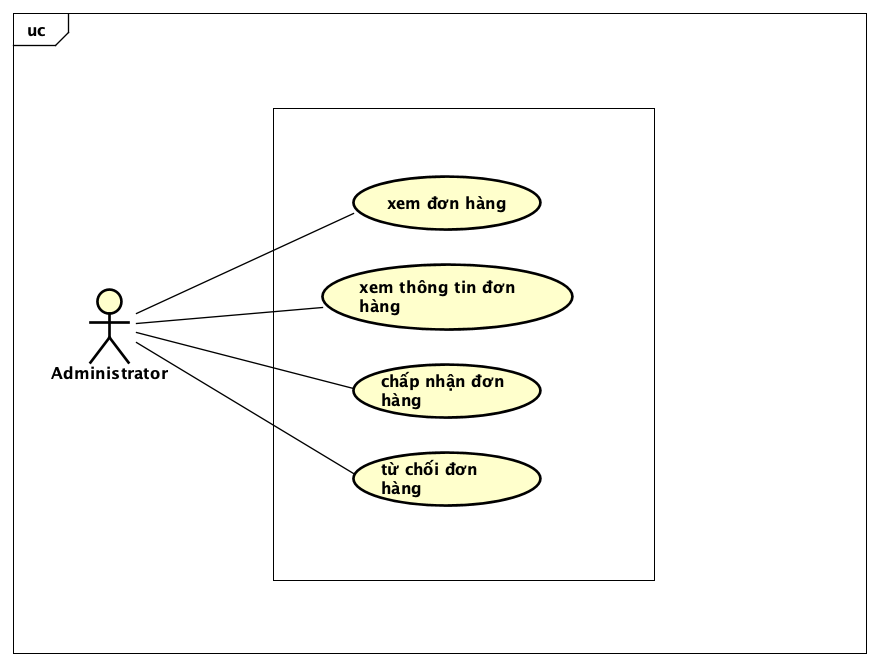 uc
xem đơn hàng
xem thông tin đơn
hàng
Administrator
chấp nhận đơn
hàng
từ chối đơn
hàng